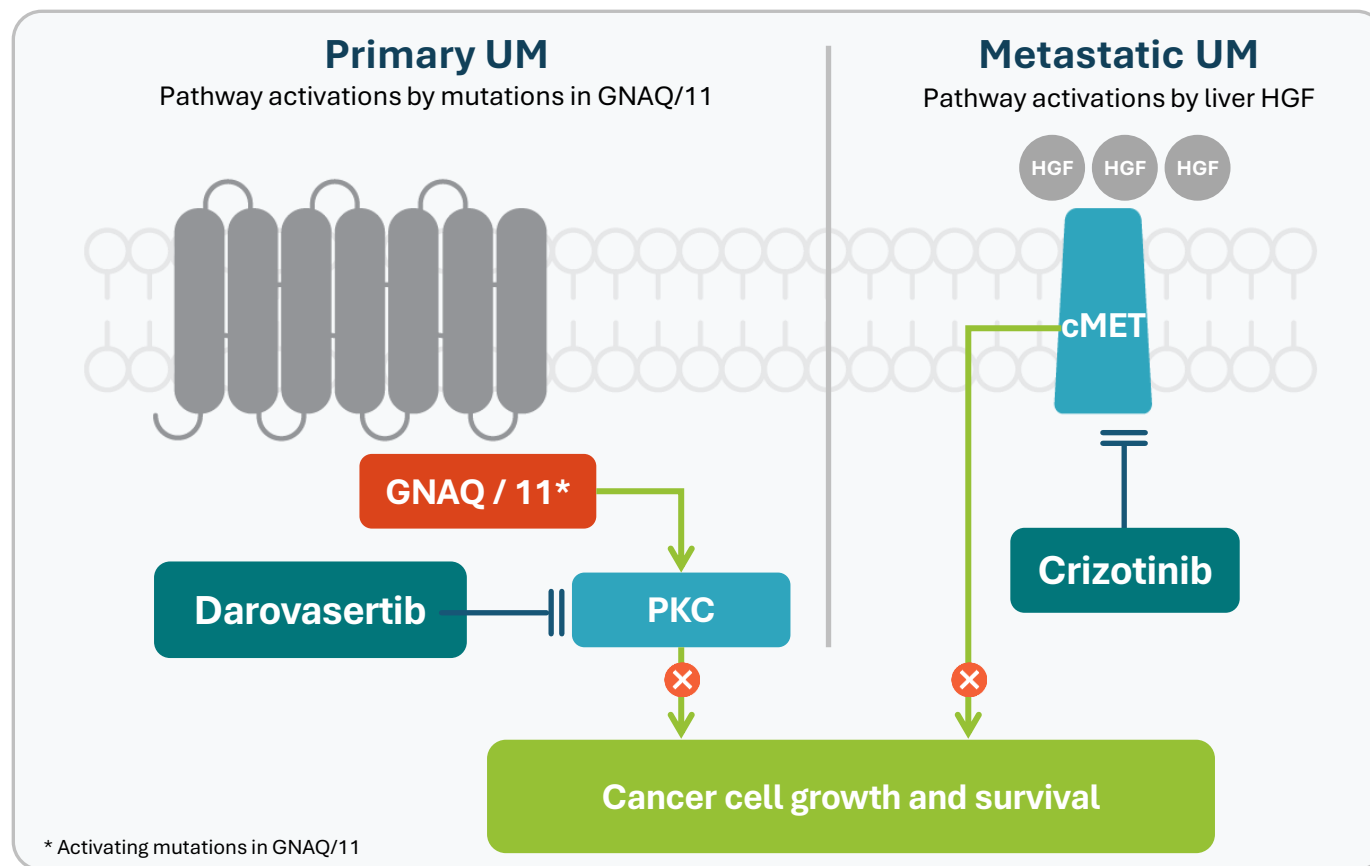 Primary UM
Pathway activations by mutations in GNAQ/11
Metastatic UM
Pathway activations by liver HGF
HGF
HGF
HGF
cMET
GNAQ / 11*
Darovasertib
PKC
Crizotinib
Cancer cell growth and survival
* Activating mutations in GNAQ/11